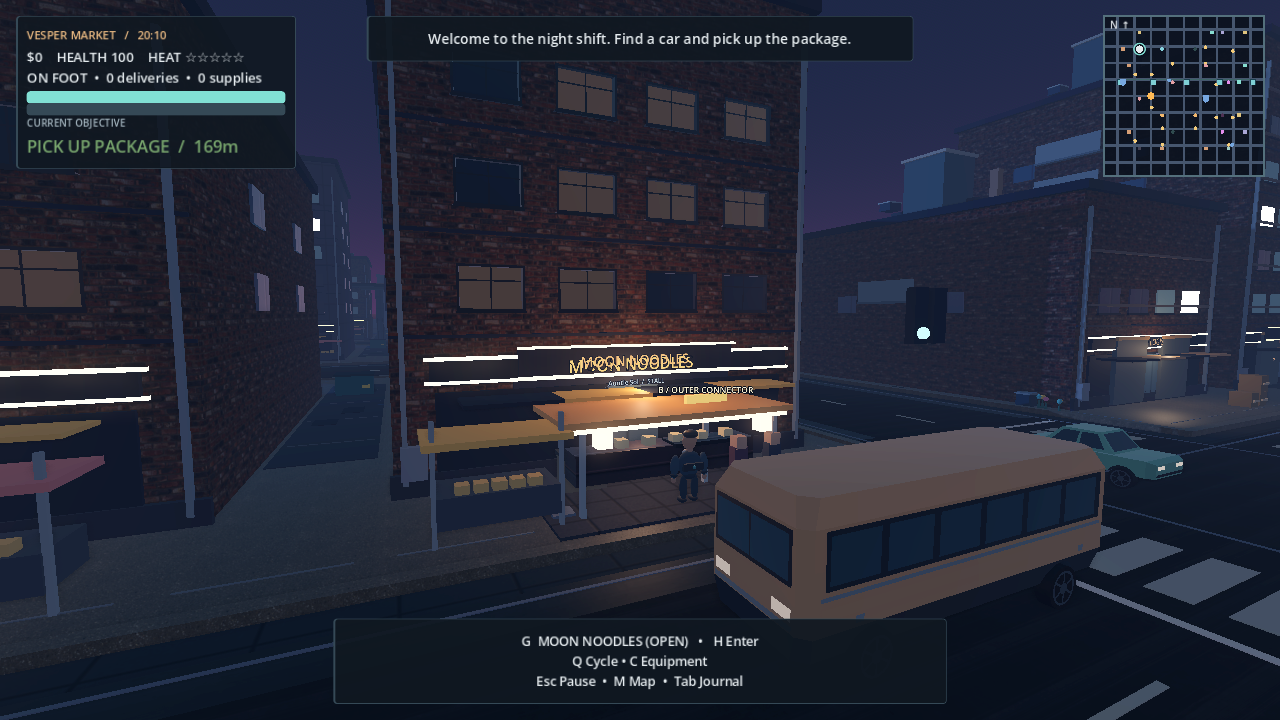 VESPER MARKET / 20:10
$0 HEALTH 100 HEAT ☆☆☆☆☆
ON FOOT • 0 deliveries • 0 supplies
CURRENT OBJECTIVE
PICK UP PACKAGE / 169m
Welcome to the night shift. Find a car and pick up the package.
N ↑
MOON NOODLES
MOON NOODLES
B / OUTER CONNECTOR
G MOON NOODLES (OPEN) • H Enter
Q Cycle • C Equipment
Esc Pause • M Map • Tab Journal